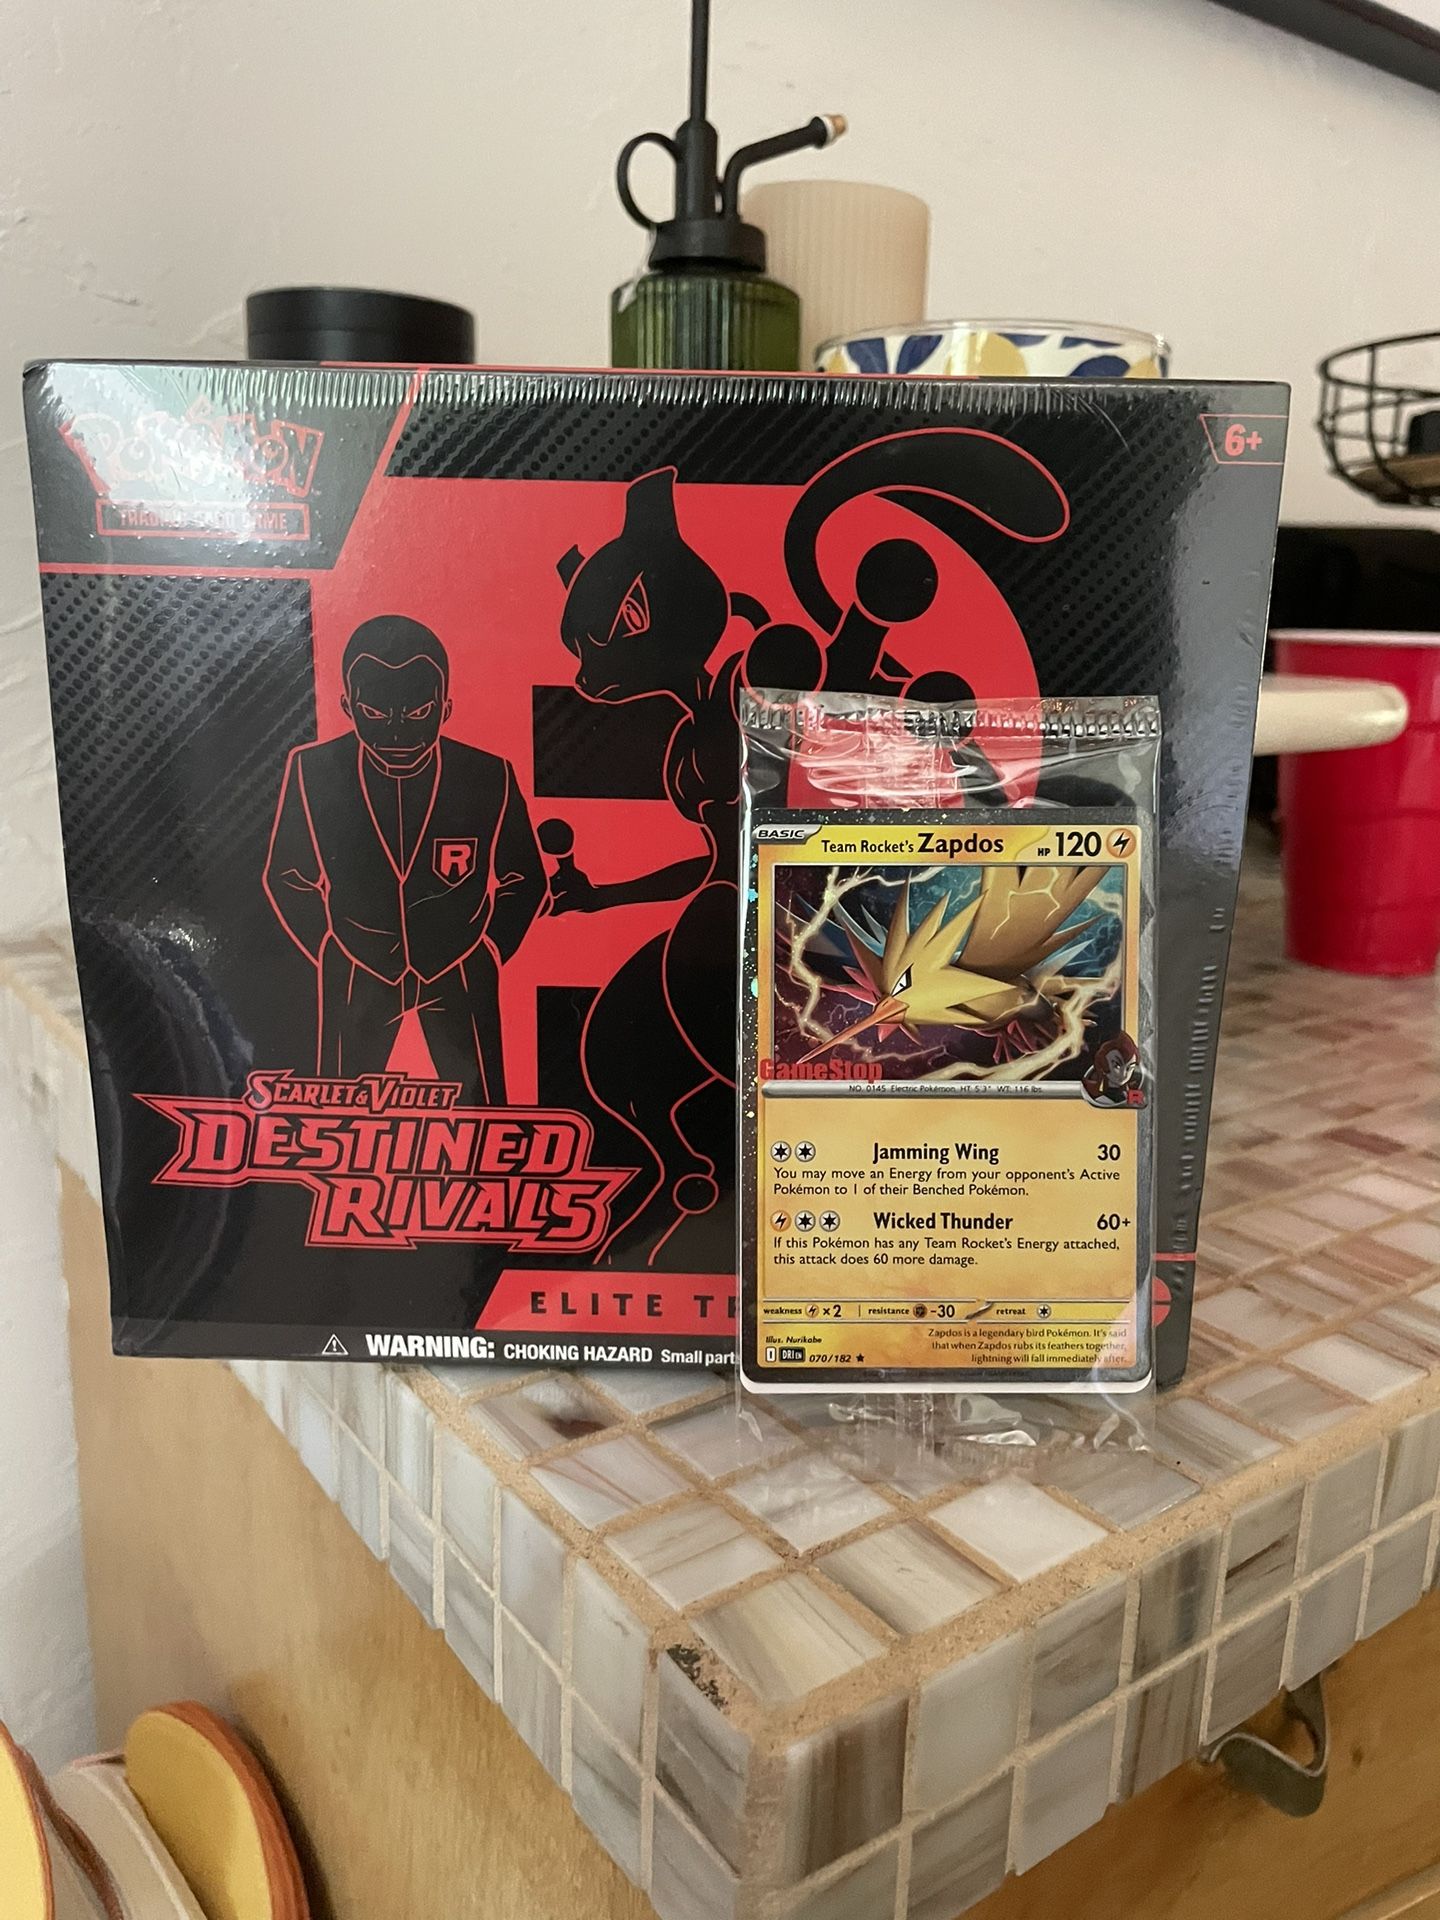 POKÉMON
TRADING CARD GAME
6+
R
SCARLET & VIOLET
DESTINED
RIVALS
ELITE TR
WARNING: CHOKING HAZARD Small part
BASIC
Team Rocket's Zapdos HP 120
GameStop
NO. 0145 Electric Pokémon HT: 5'3" WT: 116 lbs.
R
Jamming Wing 30
You may move an Energy from your opponent's Active
Pokémon to 1 of their Benched Pokémon.
Wicked Thunder 60+
If this Pokémon has any Team Rocket's Energy attached,
this attack does 60 more damage.
weakness ×2 resistance -30 retreat
Illus. Nurikabe
Zapdos is a legendary bird Pokémon. It's said
that when Zapdos rubs its feathers together,
lightning will fall immediately after.
I DRI EN 070/182 ★